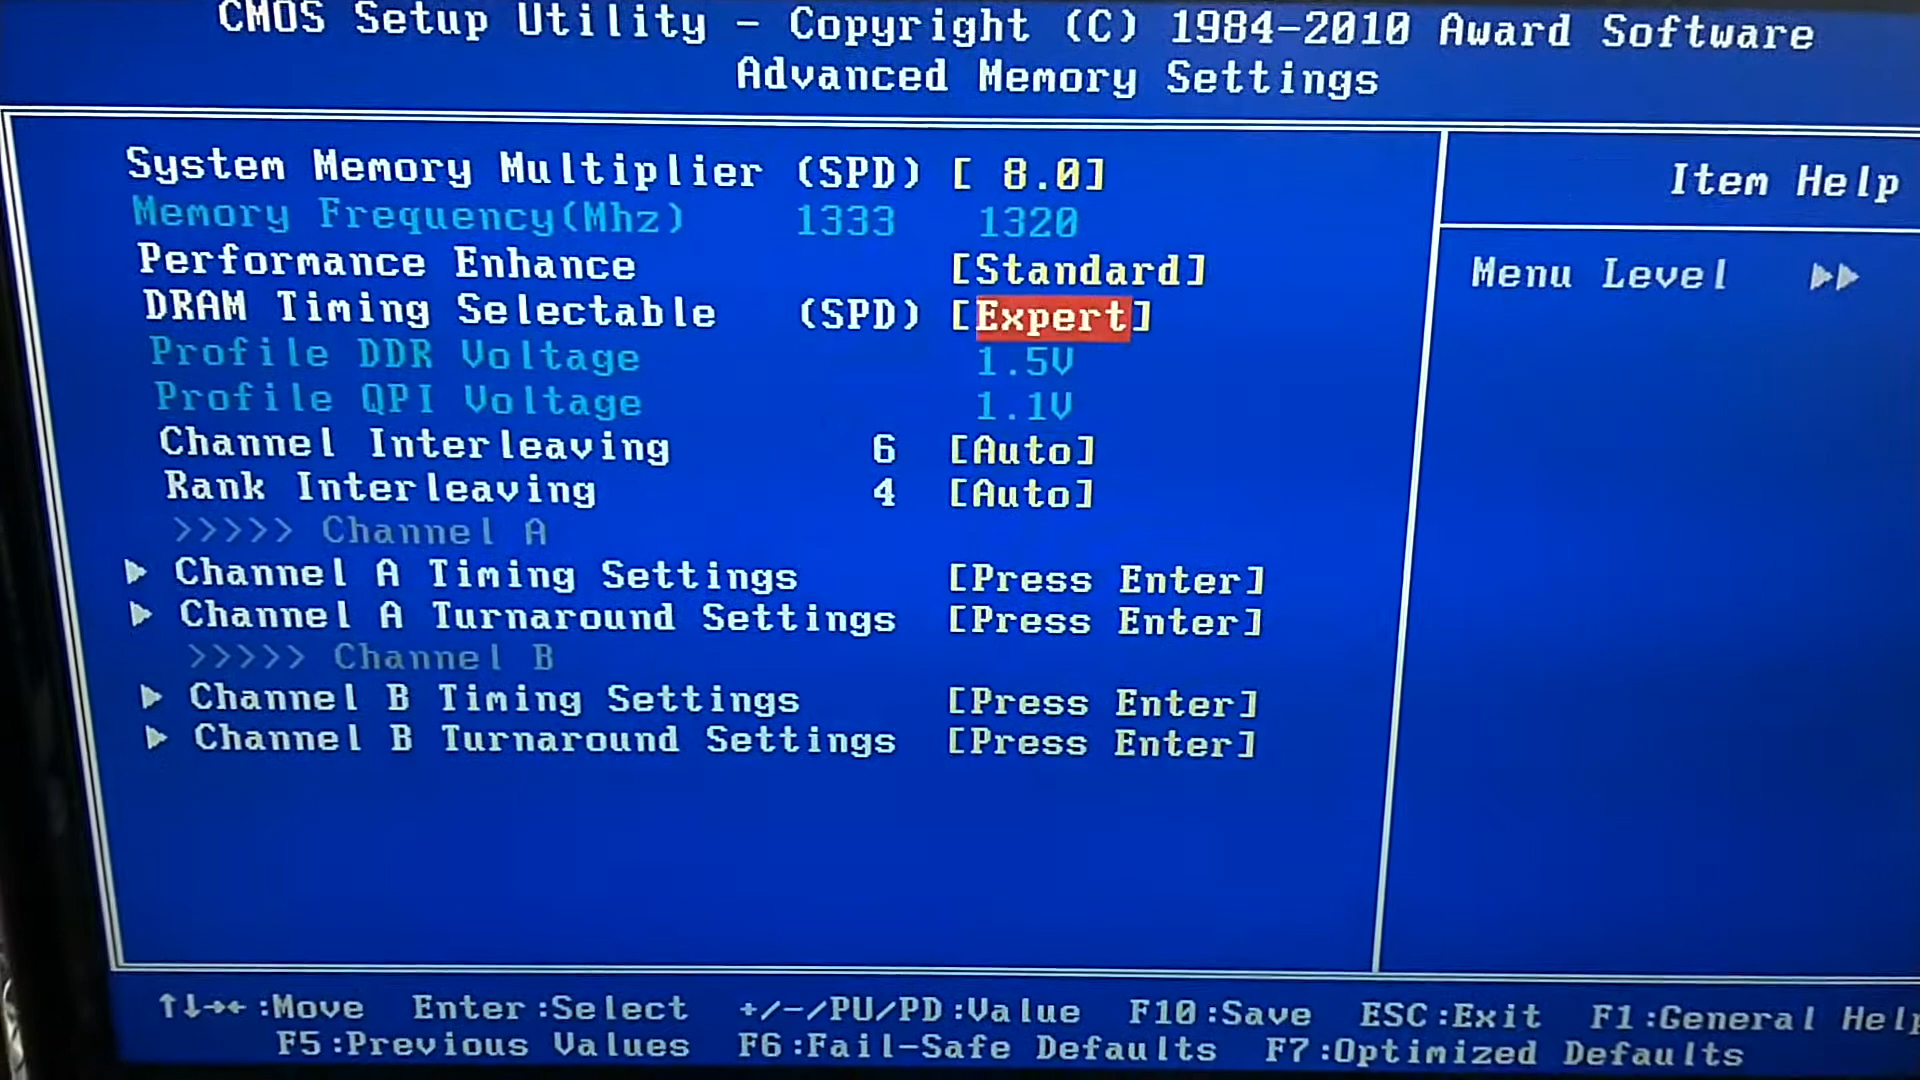 CMOS Setup Utility - Copyright (C) 1984-2010 Award Software
Advanced Memory Settings
System Memory Multiplier (SPD) [ 8.0]
Memory Frequency(Mhz) 1333 1320
Performance Enhance [Standard]
DRAM Timing Selectable (SPD) [Expert]
Profile DDR Voltage 1.5V
Profile QPI Voltage 1.1V
Channel Interleaving 6 [Auto]
Rank Interleaving 4 [Auto]
>>>>> Channel A
▶ Channel A Timing Settings [Press Enter]
▶ Channel A Turnaround Settings [Press Enter]
>>>>> Channel B
▶ Channel B Timing Settings [Press Enter]
▶ Channel B Turnaround Settings [Press Enter]
Item Help
Menu Level ▶▶
↑↓→←:Move Enter:Select +/-/PU/PD:Value F10:Save ESC:Exit F1:General Help
F5:Previous Values F6:Fail-Safe Defaults F7:Optimized Defaults